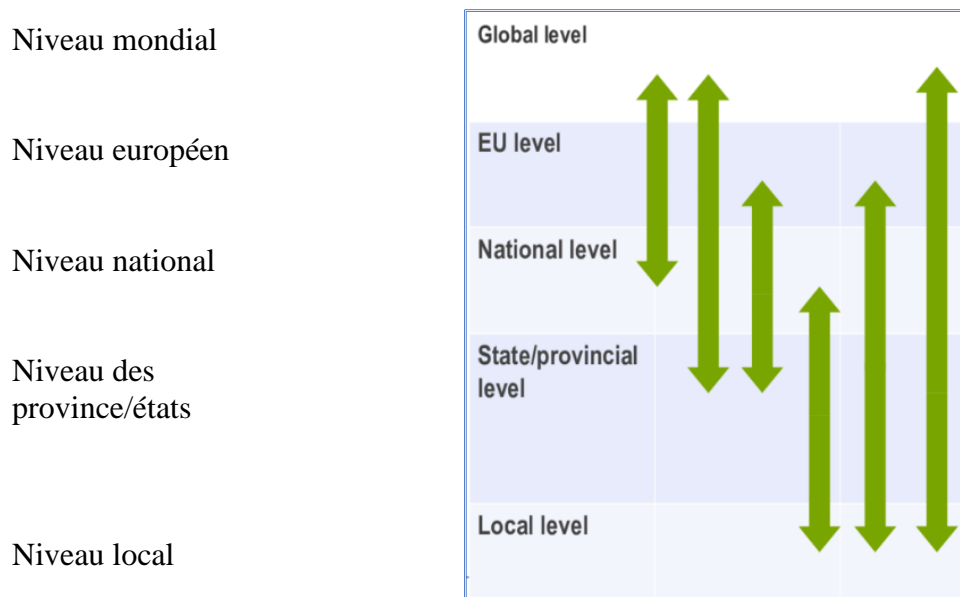 Niveau mondial
Global level
Niveau européen
EU level
Niveau national
National level
Niveau des
province/états
State/provincial
level
Niveau local
Local level